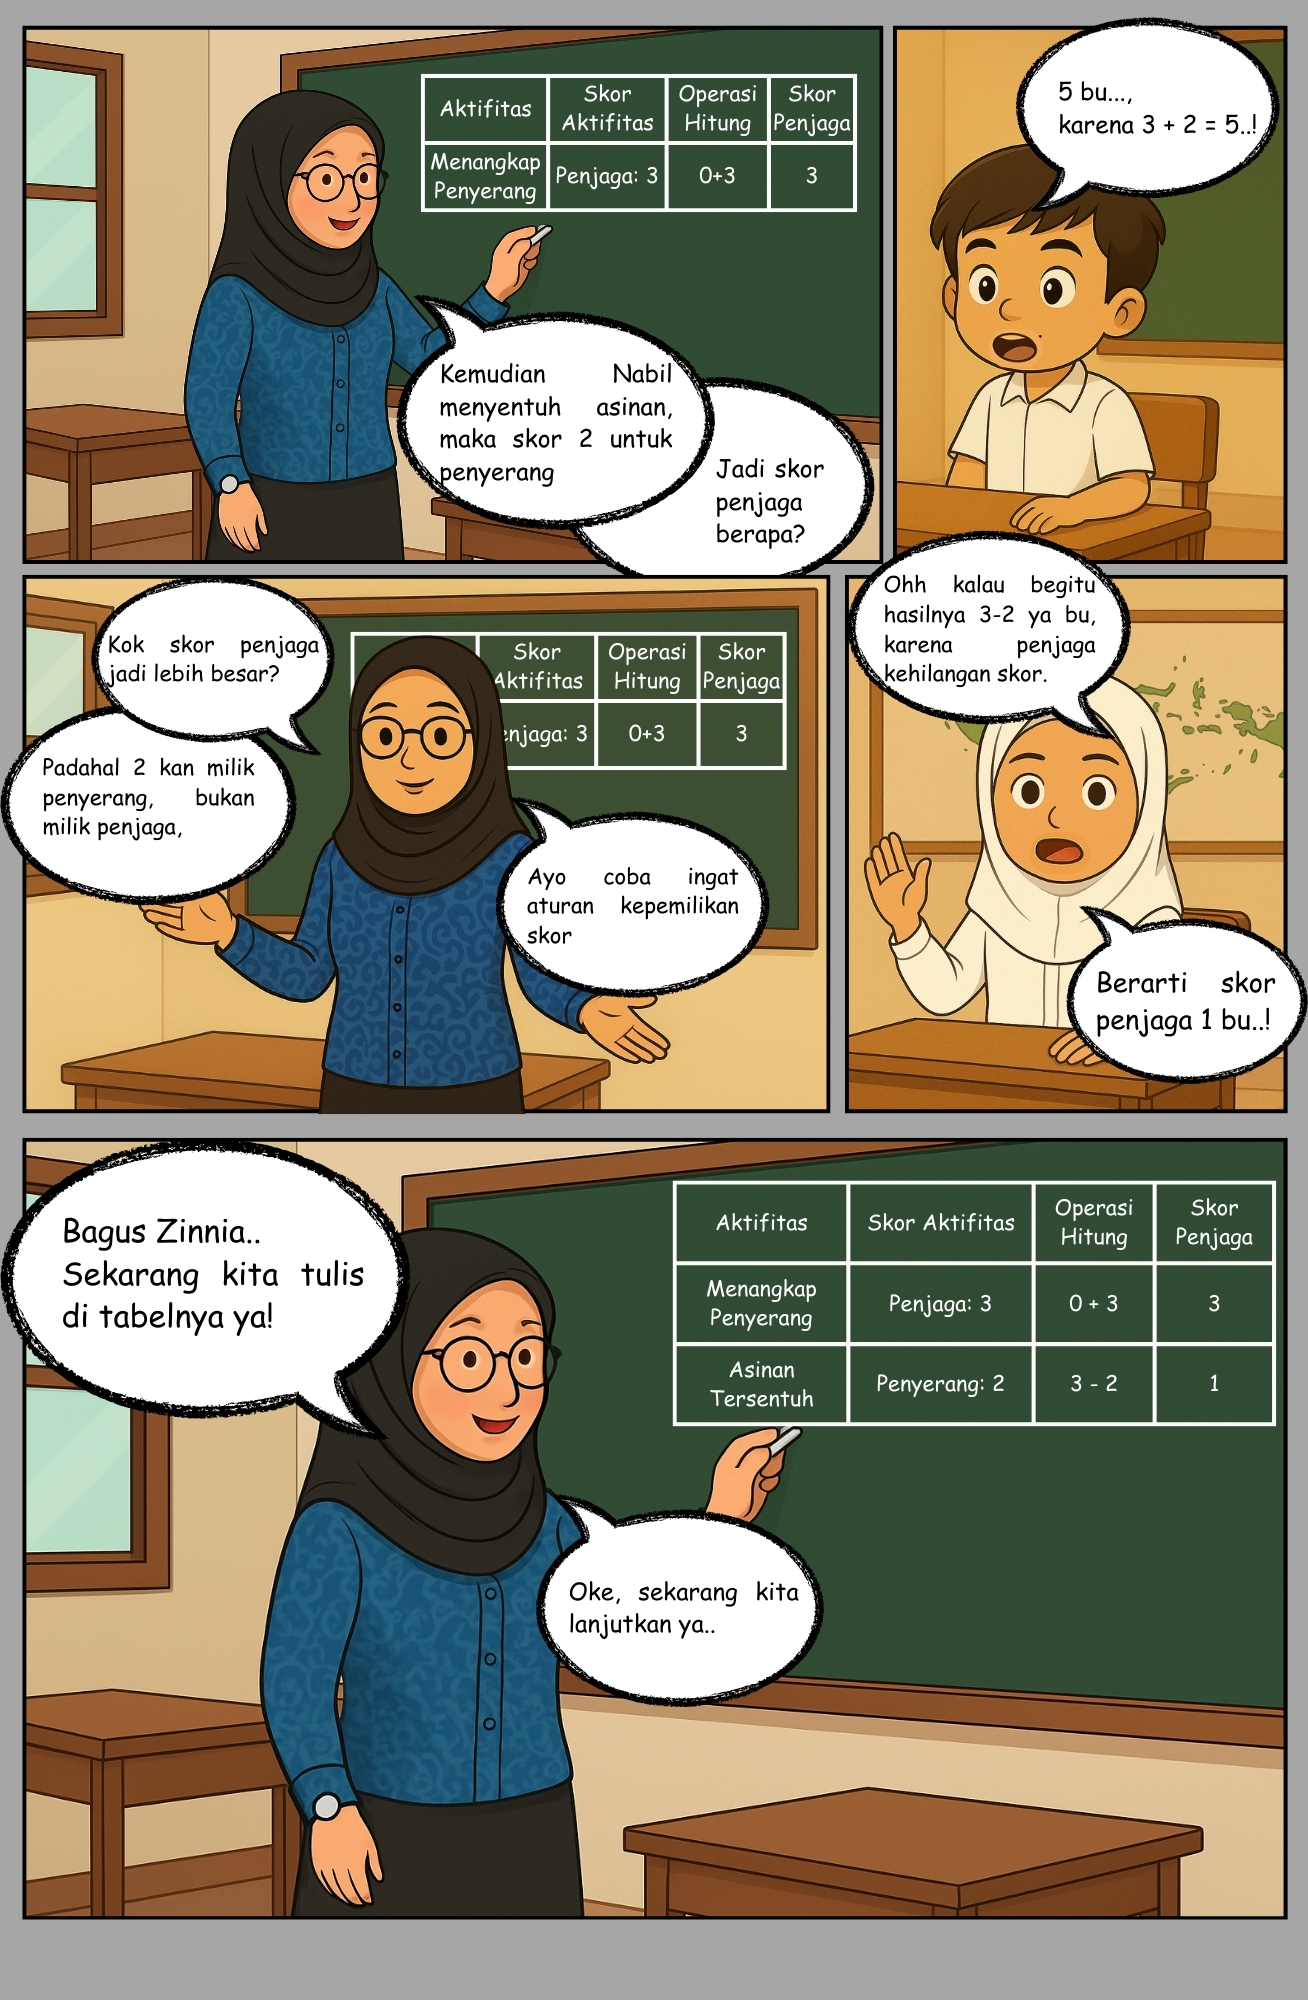 Aktifitas
Skor
Aktifitas
Operasi
Hitung
Skor
Penjaga
Menangkap
Penyerang
Penjaga: 3
0+3
3
Kemudian Nabil
menyentuh asinan,
maka skor 2 untuk
penyerang
Jadi skor
penjaga
berapa?
5 bu...,
karena 3 + 2 = 5..!
Kok skor penjaga
jadi lebih besar?
Padahal 2 kan milik
penyerang, bukan
milik penjaga,
Skor
Aktifitas
Operasi
Hitung
Skor
Penjaga
enjaga: 3
0+3
3
Ayo coba ingat
aturan kepemilikan
skor
Ohh kalau begitu
hasilnya 3-2 ya bu,
karena penjaga
kehilangan skor.
Berarti skor
penjaga 1 bu..!
Bagus Zinnia..
Sekarang kita tulis
di tabelnya ya!
Aktifitas
Skor Aktifitas
Operasi
Hitung
Skor
Penjaga
Menangkap
Penyerang
Penjaga: 3
0 + 3
3
Asinan
Tersentuh
Penyerang: 2
3 - 2
1
Oke, sekarang kita
lanjutkan ya..